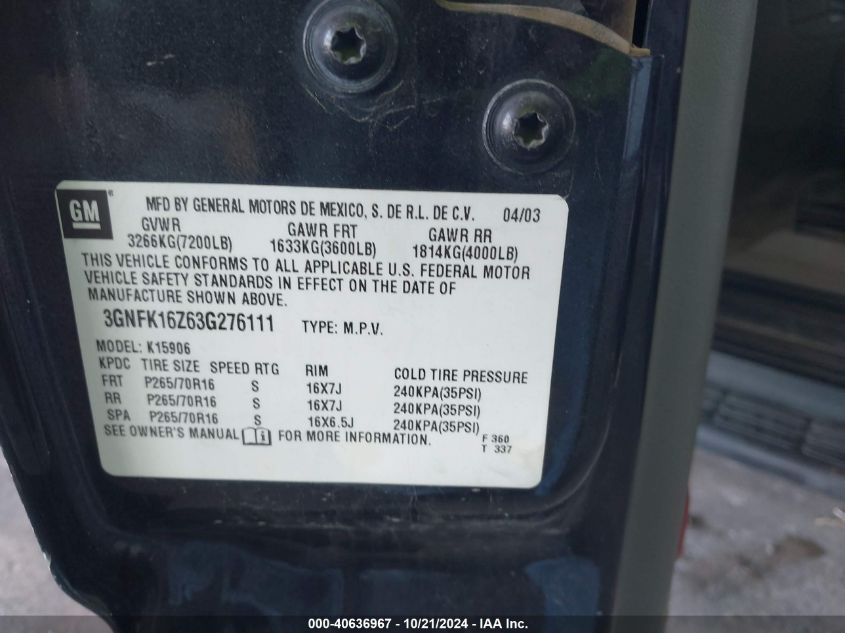 GM
MFD BY GENERAL MOTORS DE MEXICO, S. DE R.L. DE C.V. 04/03
GVWR GAWR FRT GAWR RR
3266KG(7200LB) 1633KG(3600LB) 1814KG(4000LB)
THIS VEHICLE CONFORMS TO ALL APPLICABLE U.S. FEDERAL MOTOR
VEHICLE SAFETY STANDARDS IN EFFECT ON THE DATE OF
MANUFACTURE SHOWN ABOVE.
3GNFK16Z63G276111 TYPE: M.P.V.
MODEL: K15906
KPDC TIRE SIZE SPEED RTG RIM COLD TIRE PRESSURE
FRT P265/70R16 S 16X7J 240KPA(35PSI)
RR P265/70R16 S 16X7J 240KPA(35PSI)
SPA P265/70R16 S 16X6.5J 240KPA(35PSI)
SEE OWNER'S MANUAL FOR MORE INFORMATION.
F 360
T 337
000-40636967 - 10/21/2024 - IAA Inc.